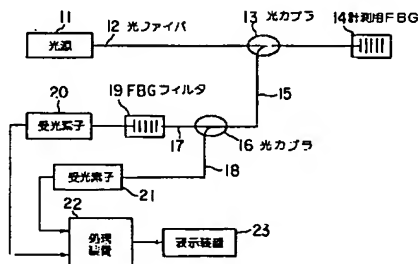 11
光源
12 光ファイバ
13 光カプラ
14 計測用FBG
15
20
受光素子
19 FBGフィルタ
17
16 光カプラ
18
受光素子
21
22
処理装置
23
表示装置